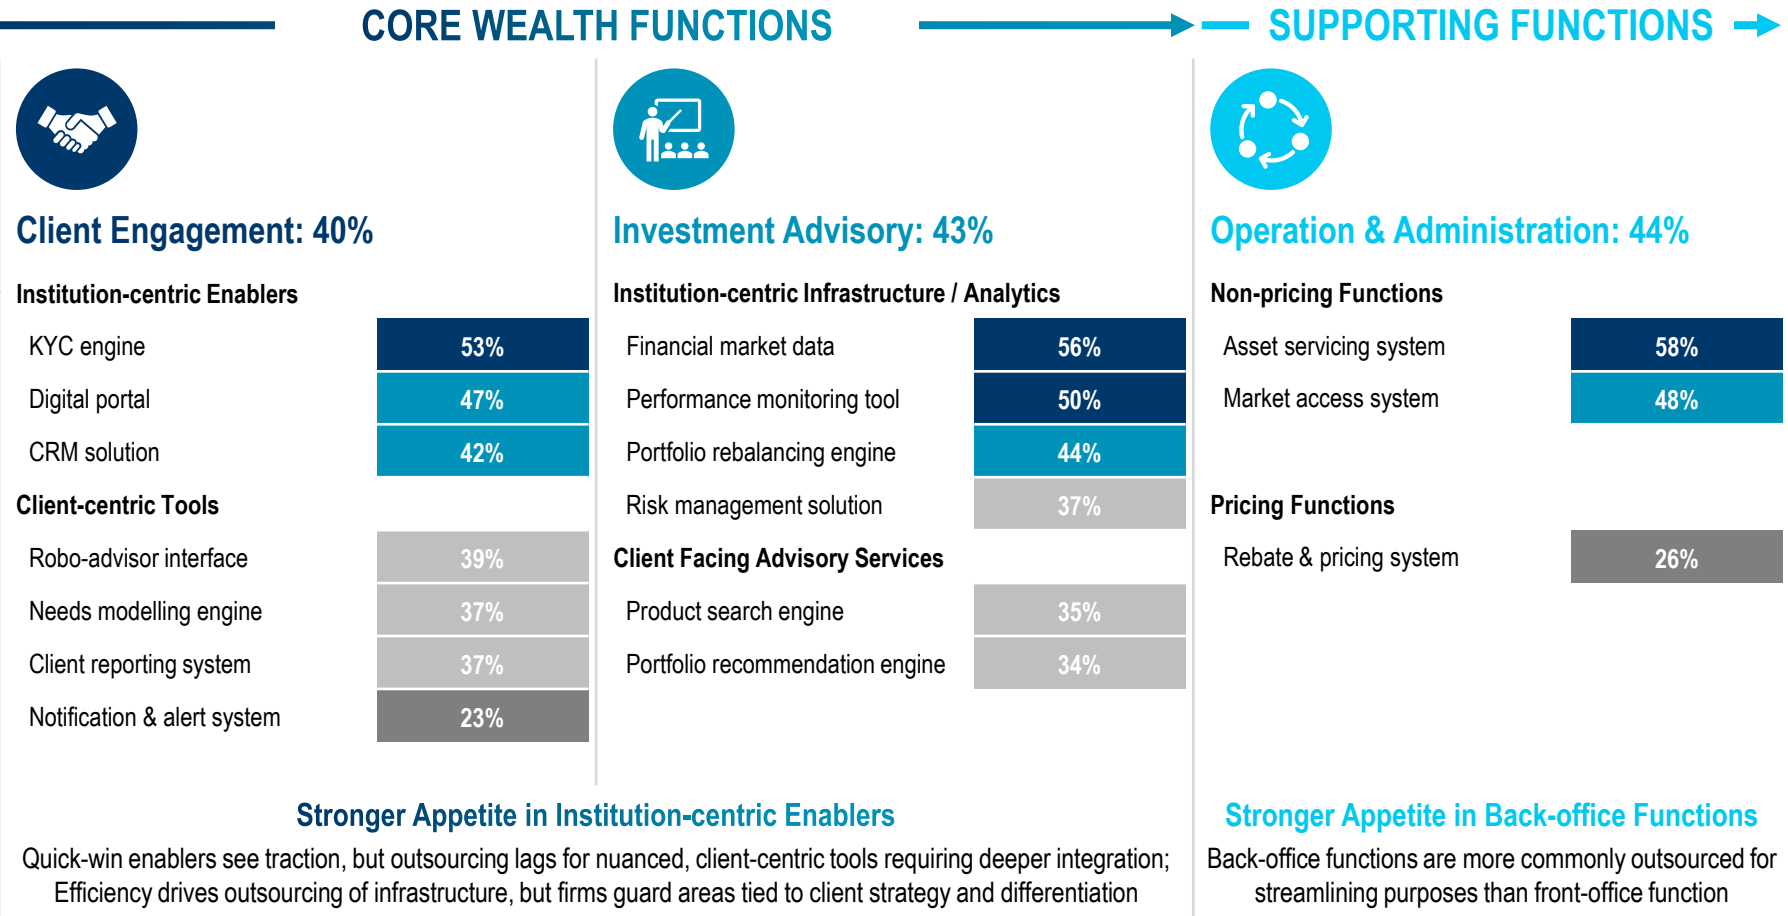 CORE WEALTH FUNCTIONS
SUPPORTING FUNCTIONS
Client Engagement: 40%
Institution-centric Enablers
KYC engine 53%
Digital portal 47%
CRM solution 42%
Client-centric Tools
Robo-advisor interface 39%
Needs modelling engine 37%
Client reporting system 37%
Notification & alert system 23%
Investment Advisory: 43%
Institution-centric Infrastructure / Analytics
Financial market data 56%
Performance monitoring tool 50%
Portfolio rebalancing engine 44%
Risk management solution 37%
Client Facing Advisory Services
Product search engine 35%
Portfolio recommendation engine 34%
Operation & Administration: 44%
Non-pricing Functions
Asset servicing system 58%
Market access system 48%
Pricing Functions
Rebate & pricing system 26%
Stronger Appetite in Institution-centric Enablers
Quick-win enablers see traction, but outsourcing lags for nuanced, client-centric tools requiring deeper integration;
Efficiency drives outsourcing of infrastructure, but firms guard areas tied to client strategy and differentiation
Stronger Appetite in Back-office Functions
Back-office functions are more commonly outsourced for
streamlining purposes than front-office function